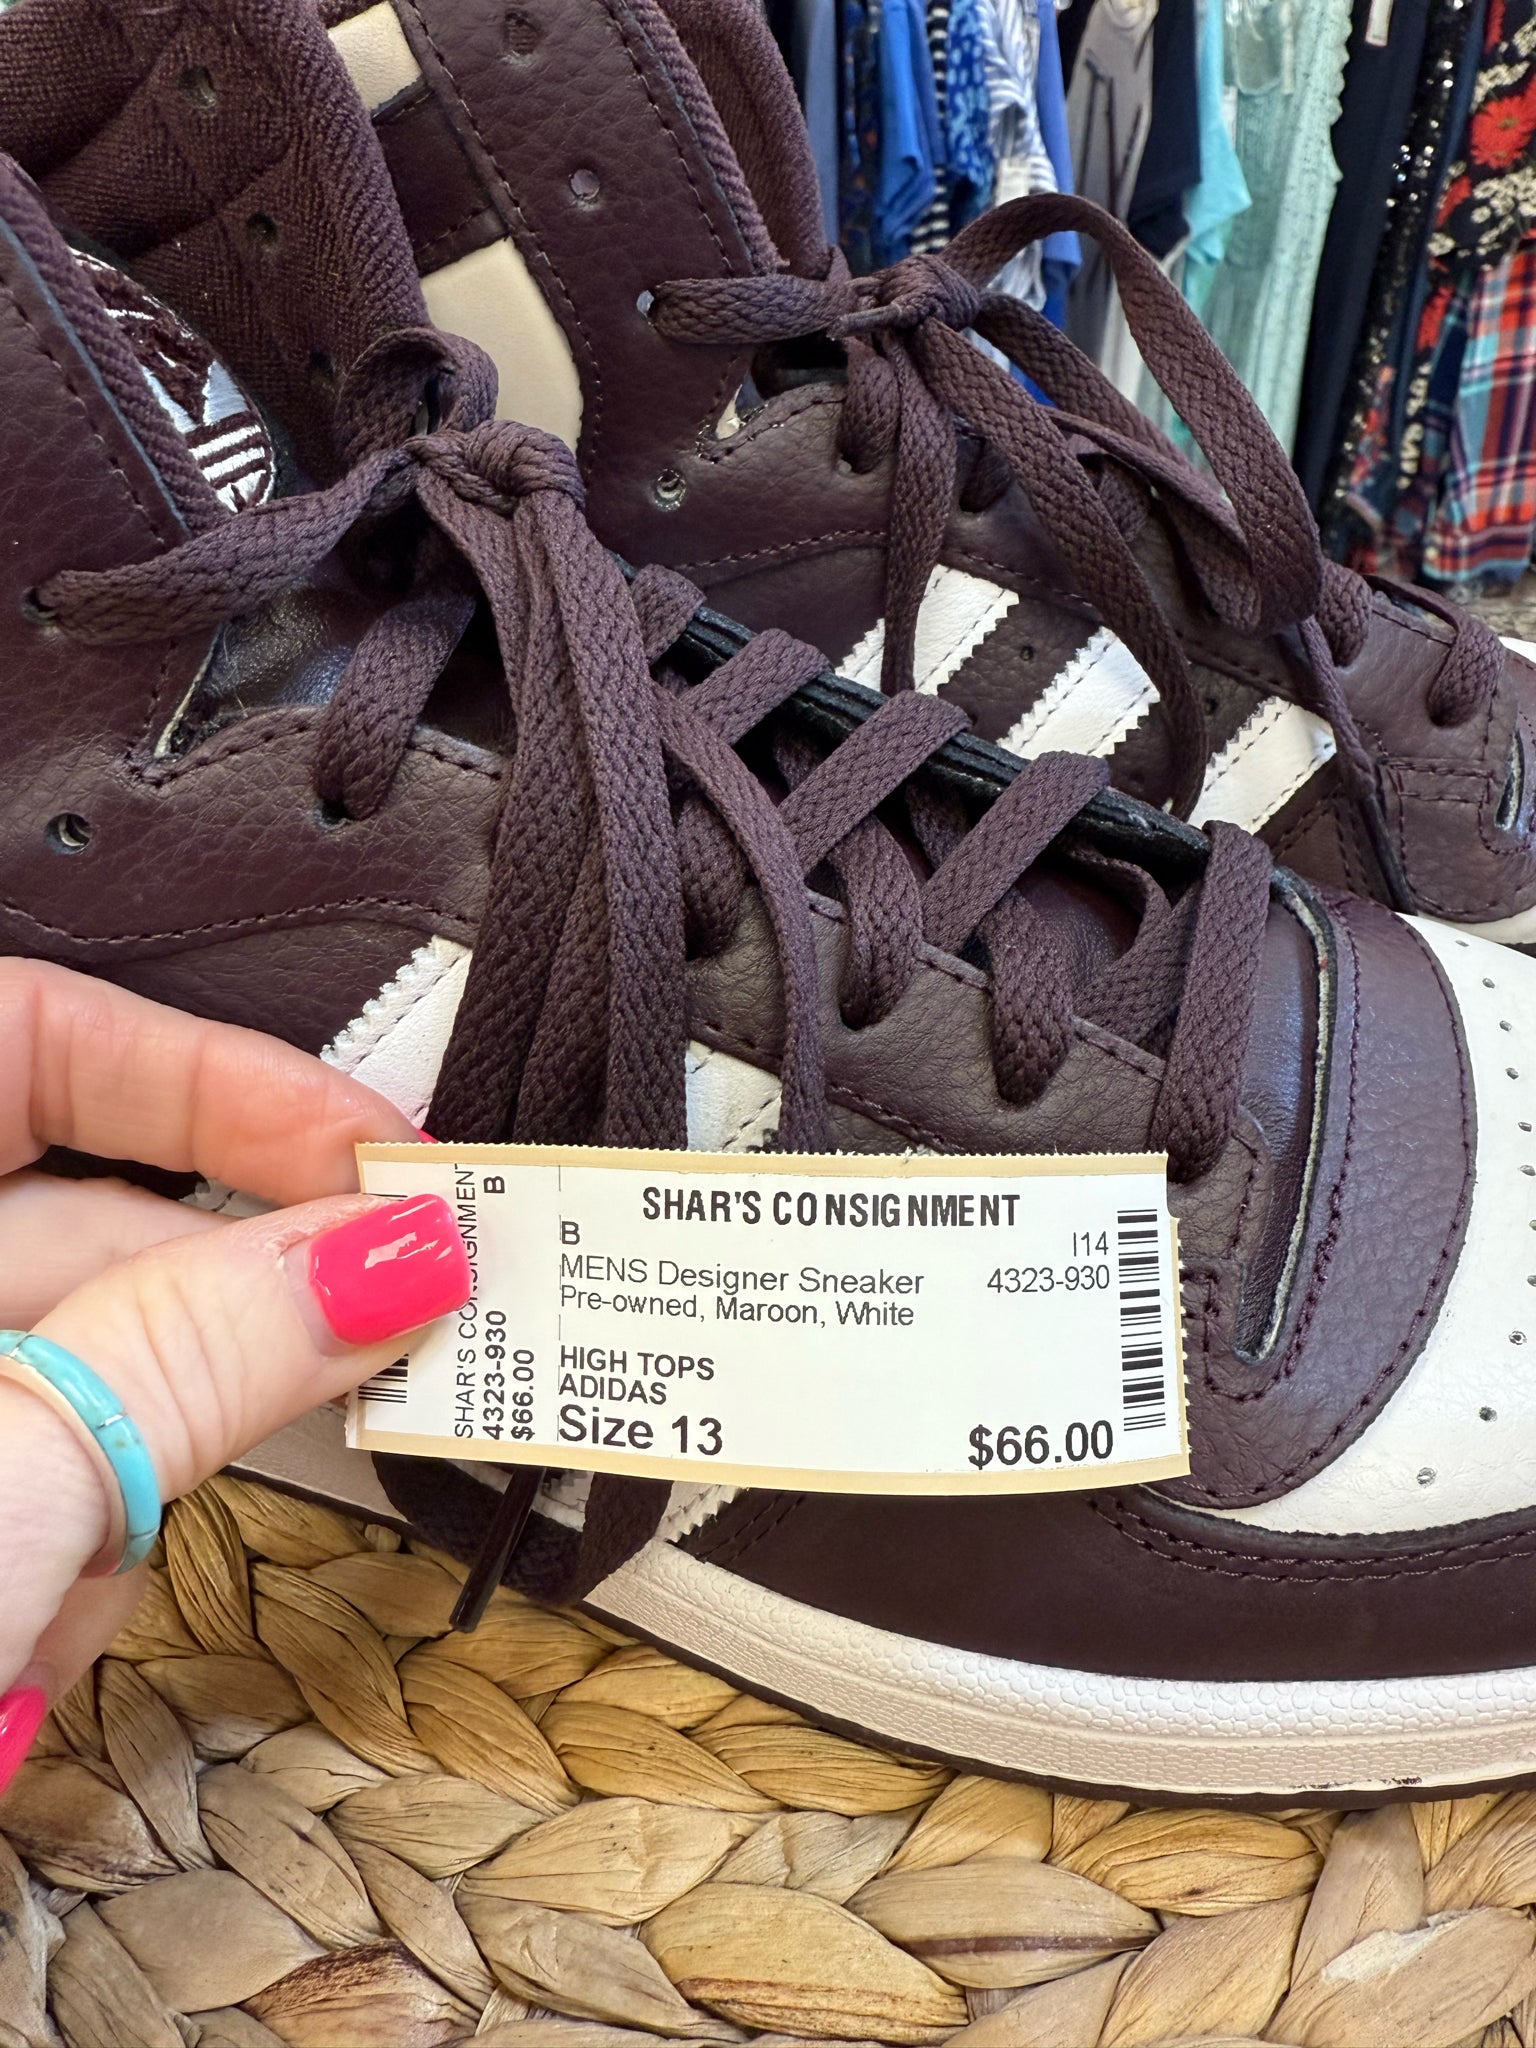 SHAR'S CONSIGNMENT
B
I14
MENS Designer Sneaker
4323-930
Pre-owned, Maroon, White
HIGH TOPS
ADIDAS
Size 13
$66.00
SHAR'S CONSIGNMENT
B
4323-930
$66.00